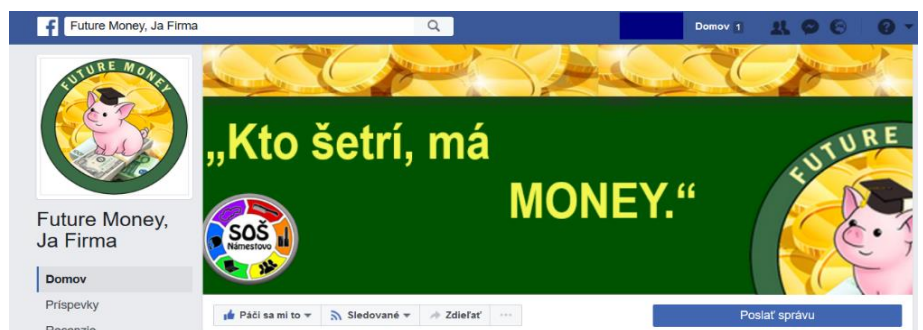 Future Money, Ja Firma
Domov 1
FUTURE MONEY
„Kto šetrí, má
MONEY.“
FUTURE
SOŠ
Námestovo
Future Money,
Ja Firma
Domov
Príspevky
Recenzie
Páči sa mi to
Sledované
Zdieľať
Poslať správu